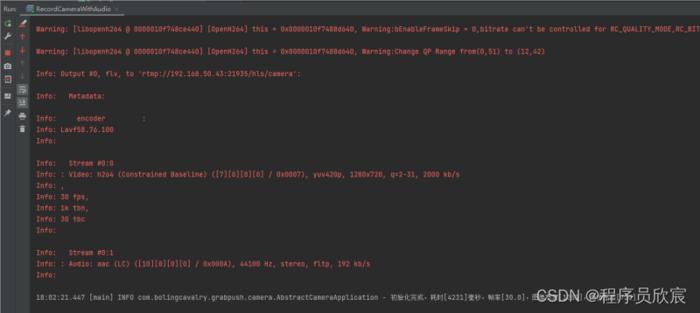 Run:
RecordCameraWithAudio
Warning: [libopenh264 @ 0000010f748ce440] [OpenH264] this = 0x0000010f7488d640, Warning:bEnableFrameSkip = 0,bitrate can't be controlled for RC_QUALITY_MODE,RC_BIT
Warning: [libopenh264 @ 0000010f748ce440] [OpenH264] this = 0x0000010f7488d640, Warning:Change QP Range from(0,51) to (12,42)
Info: Output #0, flv, to 'rtmp://192.168.50.43:21935/hls/camera':
Info:   Metadata:
Info:     encoder         :
Info: Lavf58.76.100
Info:
Info:   Stream #0:0
Info: : Video: h264 (Constrained Baseline) ([7][0][0][0] / 0x0007), yuv420p, 1280x720, q=2-31, 2000 kb/s
Info: ,
Info: 30 fps,
Info: 1k tbn,
Info: 30 tbc
Info:
Info:   Stream #0:1
Info: : Audio: aac (LC) ([10][0][0][0] / 0x000A), 44100 Hz, stereo, fltp, 192 kb/s
Info:
18:02:21.447 [main] INFO com.bolingcavalry.grabpush.camera.AbstractCameraApplication - 初始化完成，耗时[4231]毫秒，帧率[30.0]，
CSDN @程序员欣宸